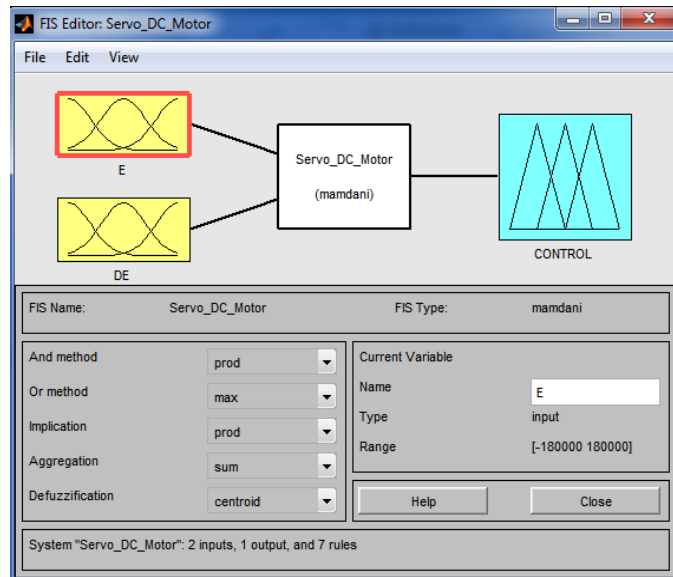 FIS Editor: Servo_DC_Motor
File Edit View
E
DE
Servo_DC_Motor
(mamdani)
CONTROL
FIS Name: Servo_DC_Motor FIS Type: mamdani
And method prod
Or method max
Implication prod
Aggregation sum
Defuzzification centroid
Current Variable
Name E
Type input
Range [-180000 180000]
Help Close
System "Servo_DC_Motor": 2 inputs, 1 output, and 7 rules